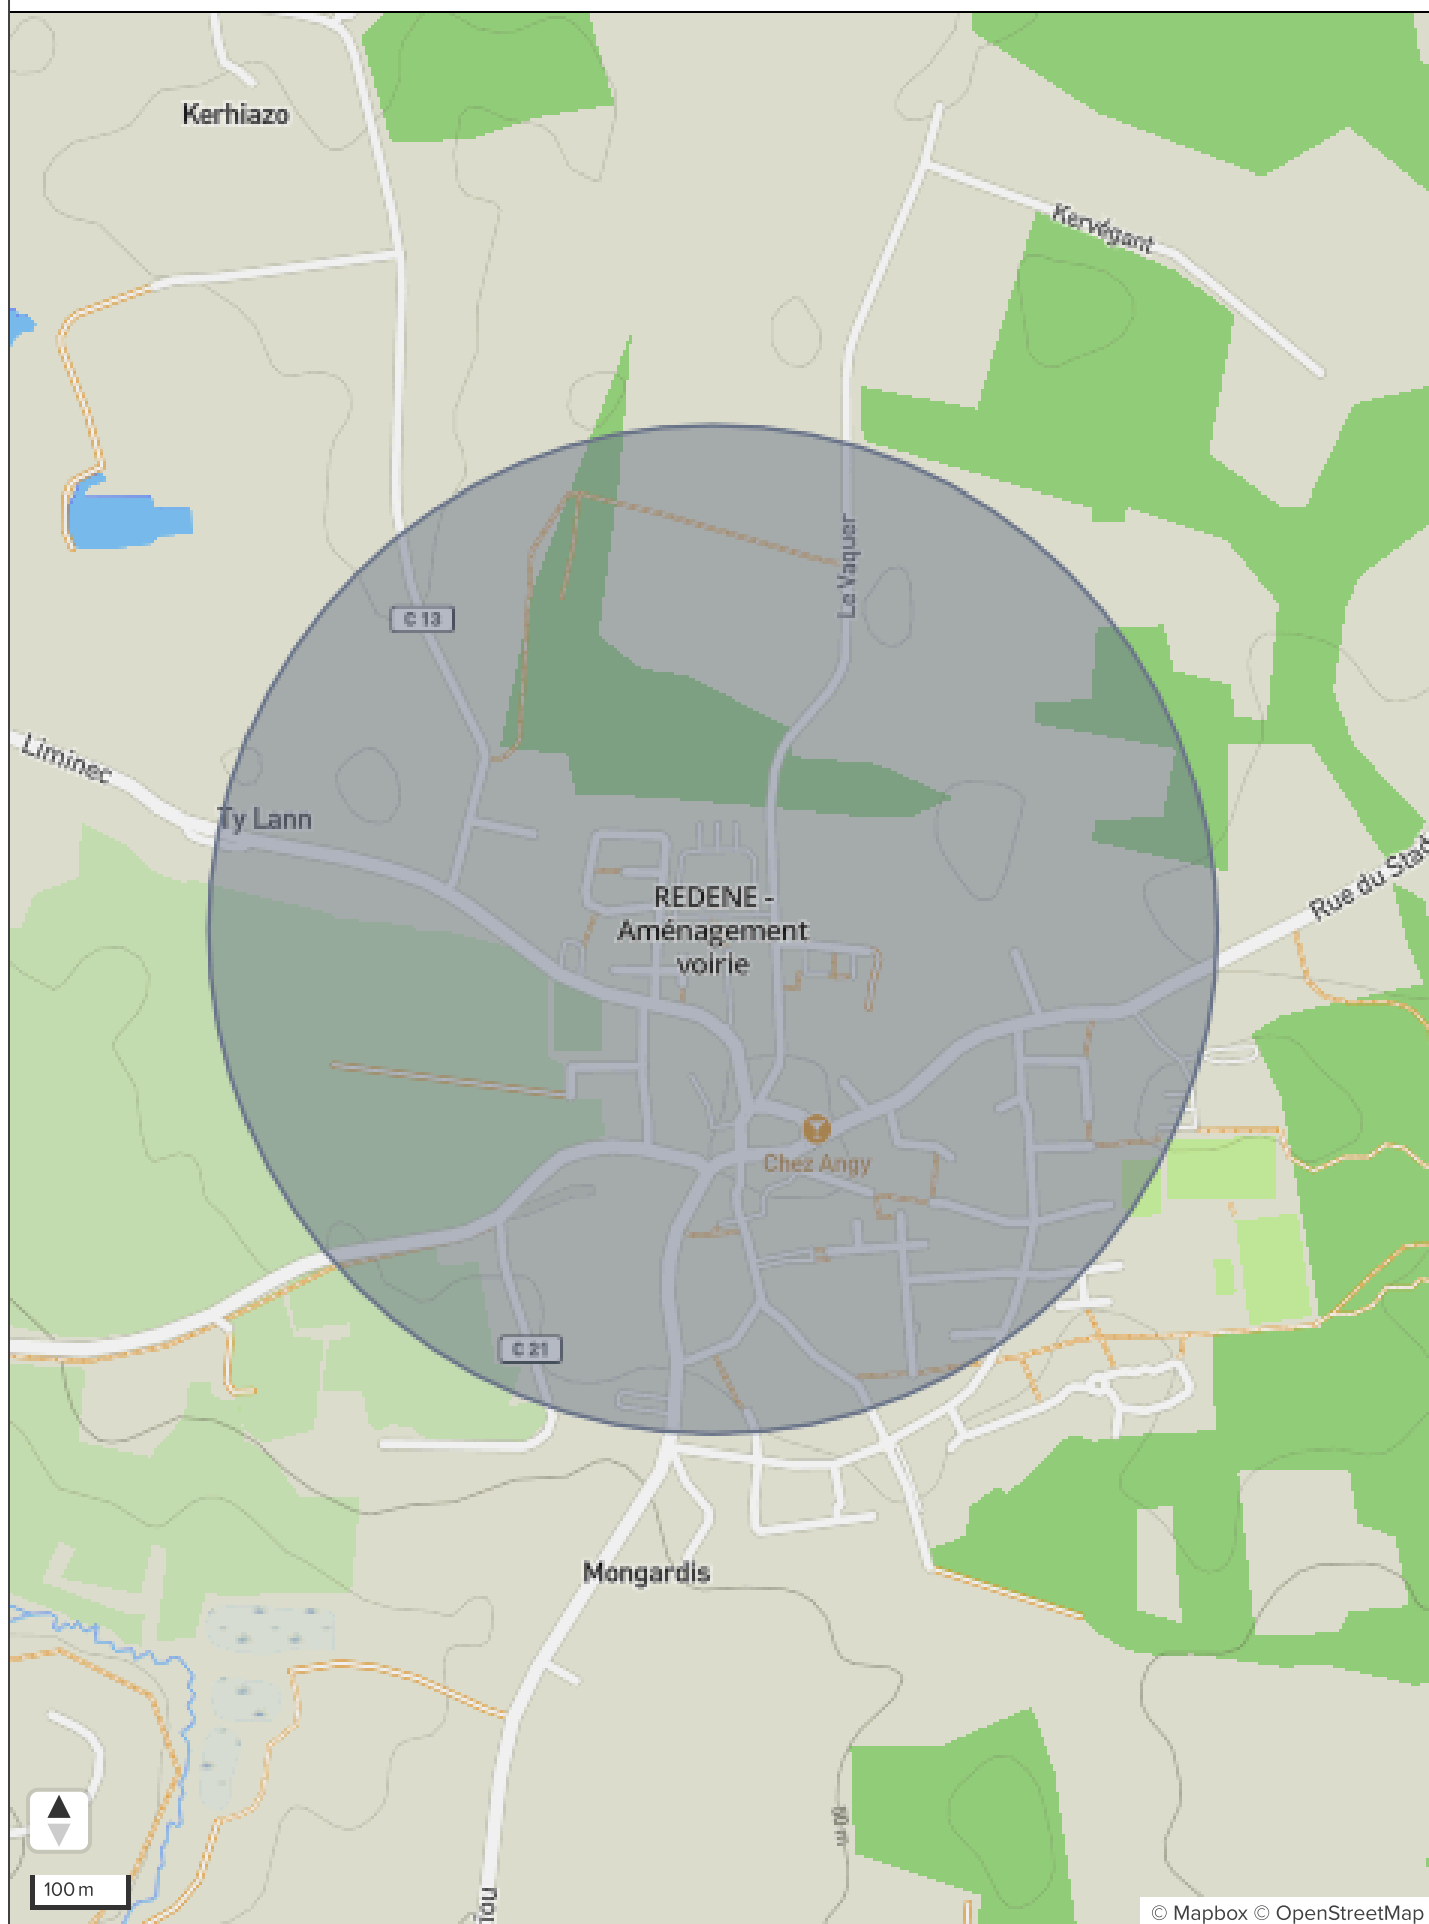 Kerhiazo
Kervégant
Le Vaquer
C 13
Liminec
Ty Lann
Rue du Stad
REDENE -
Aménagement
voirie
Chez Angy
C 21
Mongardis
60 m
100 m
© Mapbox © OpenStreetMap